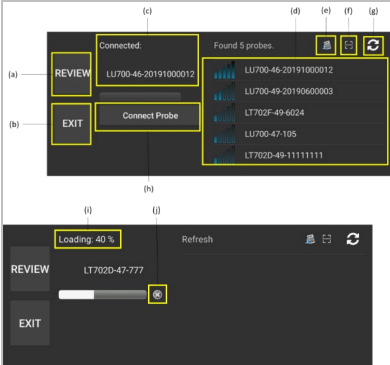 (c)
(d)
(e)
(f)
(g)
Connected:
Found 5 probes.
(a)
REVIEW
LU700-46-20191000012
LU700-46-20191000012
LU700-49-20190600003
(b)
EXIT
Connect Probe
LT702F-49-6024
LU700-47-105
LT702D-49-11111111
(h)
(i)
(j)
Loading: 40 %
Refresh
REVIEW
LT702D-47-777
EXIT